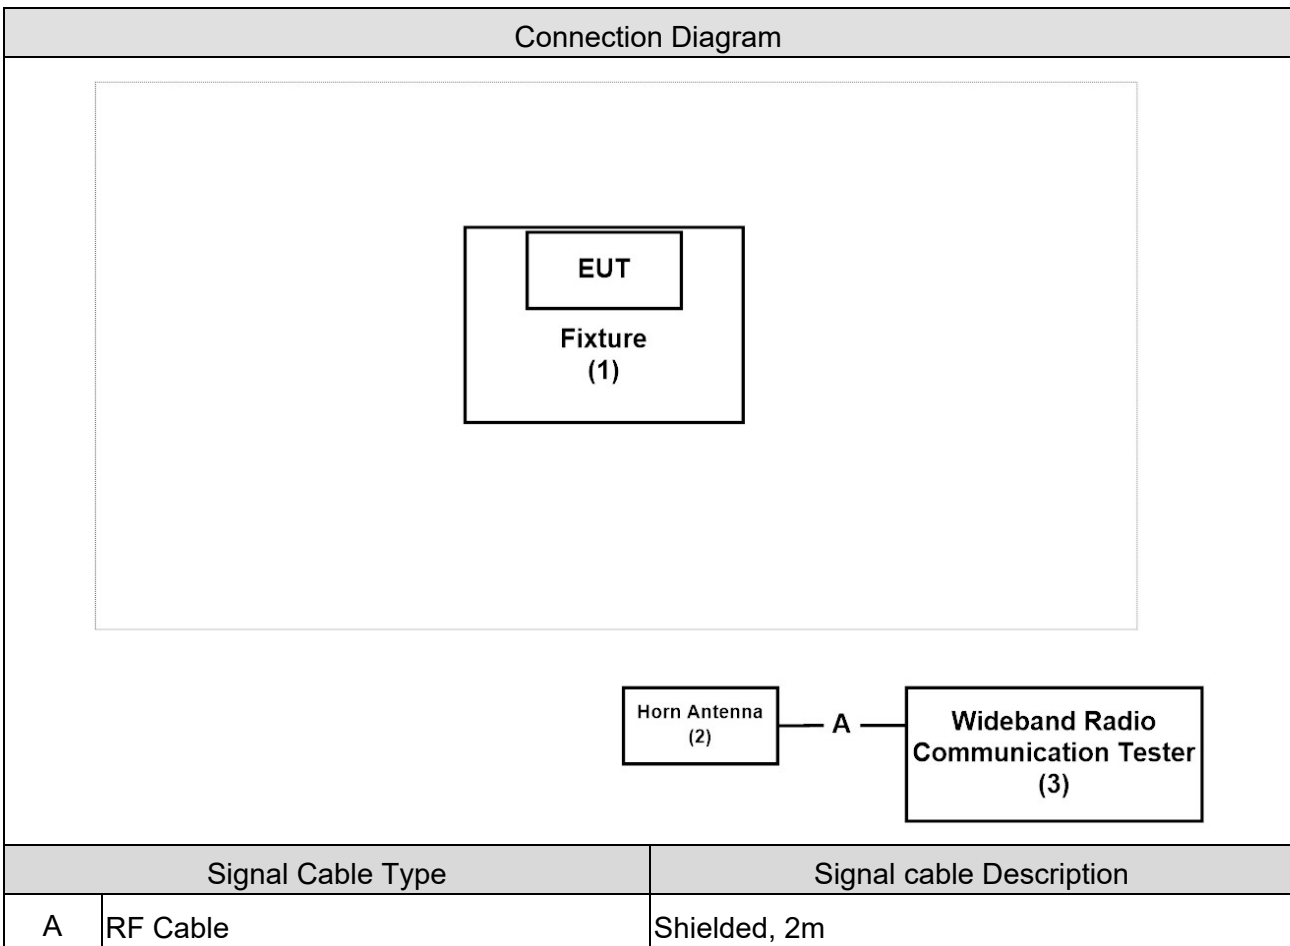 Connection Diagram
EUT
Fixture
(1)
Horn Antenna
(2)
A
Wideband Radio
Communication Tester
(3)
Signal Cable Type
Signal cable Description
A
RF Cable
Shielded, 2m